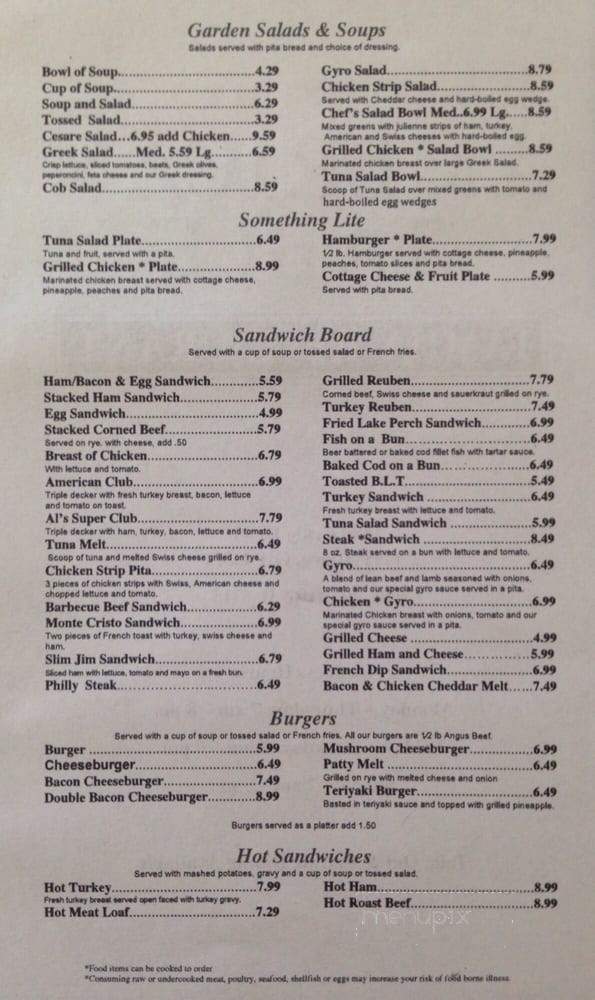 Garden Salads & Soups
Salads served with pita bread and choice of dressing.
Bowl of Soup.................................4.29
Cup of Soup..................................3.29
Soup and Salad..............................6.29
Tossed Salad.................................3.29
Cesare Salad...6.95 add Chicken.....9.59
Greek Salad......Med. 5.59 Lg..........6.59
Crisp lettuce, sliced tomatoes, beets, Greek olives,
peperoncini, feta cheese and our Greek dressing.
Cob Salad.....................................8.59
Gyro Salad..................................8.79
Chicken Strip Salad......................8.59
Served with Cheddar cheese and hard-boiled egg wedge.
Chef's Salad Bowl Med..6.99 Lg.....8.59
Mixed greens with julienne strips of ham, turkey,
American and Swiss cheeses with hard-boiled egg.
Grilled Chicken * Salad Bowl .........8.59
Marinated chicken breast over large Greek Salad.
Tuna Salad Bowl...........................7.29
Scoop of Tuna Salad over mixed greens with tomato and
hard-boiled egg wedges
Something Lite
Tuna Salad Plate............................6.49
Tuna and fruit, served with a pita.
Grilled Chicken * Plate...................8.99
Marinated chicken breast served with cottage cheese,
pineapple, peaches and pita bread.
Hamburger * Plate........................7.99
1/2 lb. Hamburger served with cottage cheese, pineapple,
peaches, tomato slices and pita bread.
Cottage Cheese & Fruit Plate .........5.99
Served with pita bread.
Sandwich Board
Served with a cup of soup or tossed salad or French fries.
Ham/Bacon & Egg Sandwich............5.59
Stacked Ham Sandwich...................5.79
Egg Sandwich................................4.99
Stacked Corned Beef......................5.79
Served on rye, with cheese, add .50
Breast of Chicken...........................6.79
With lettuce and tomato.
American Club...............................6.99
Triple decker with fresh turkey breast, bacon, lettuce
and tomato on toast.
Al's Super Club..............................7.79
Triple decker with ham, turkey, bacon, lettuce and tomato.
Tuna Melt.....................................6.49
Scoop of tuna and melted Swiss cheese grilled on rye.
Chicken Strip Pita..........................6.79
3 pieces of chicken strips with Swiss, American cheese and
chopped lettuce and tomato.
Barbecue Beef Sandwich.................6.29
Monte Cristo Sandwich...................6.99
Two pieces of French toast with turkey, swiss cheese and
ham.
Slim Jim Sandwich.........................6.79
Sliced ham with lettuce, tomato and mayo on a fresh bun.
Philly Steak...................................6.49
Grilled Reuben..............................7.79
Corned beef, Swiss cheese and sauerkraut grilled on rye.
Turkey Reuben..............................7.49
Fried Lake Perch Sandwich............6.99
Fish on a Bun...............................6.49
Beer battered or baked cod fillet fish with tartar sauce.
Baked Cod on a Bun......................6.49
Toasted B.L.T...............................5.49
Turkey Sandwich .........................6.49
Fresh turkey breast with lettuce and tomato.
Tuna Salad Sandwich ....................5.99
Steak *Sandwich...........................8.49
8 oz. Steak served on a bun with lettuce and tomato.
Gyro............................................6.49
A blend of lean beef and lamb seasoned with onions,
tomato and our special gyro sauce served in a pita.
Chicken * Gyro.............................6.99
Marinated Chicken breast with onions, tomato and our
special gyro sauce served in a pita.
Grilled Cheese ..............................4.99
Grilled Ham and Cheese................5.99
French Dip Sandwich....................6.99
Bacon & Chicken Cheddar Melt......7.49
Burgers
Served with a cup of soup or tossed salad or French fries. All our burgers are 1/2 lb Angus Beef.
Burger .........................................5.99
Cheeseburger..............................6.49
Bacon Cheeseburger......................7.49
Double Bacon Cheeseburger...........8.99
Mushroom Cheeseburger...............6.99
Patty Melt ....................................6.49
Grilled on rye with melted cheese and onion
Teriyaki Burger............................6.49
Basted in teriyaki sauce and topped with grilled pineapple.
Burgers served as a platter add 1.50
Hot Sandwiches
Served with mashed potatoes, gravy and a cup of soup or tossed salad.
Hot Turkey...................................7.99
Fresh turkey breast served open faced with turkey gravy.
Hot Meat Loaf...............................7.29
Hot Ham......................................8.99
Hot Roast Beef..............................8.99
menupix
*Food items can be cooked to order
*Consuming raw or undercooked meat, poultry, seafood, shellfish or eggs may increase your risk of food borne illness.